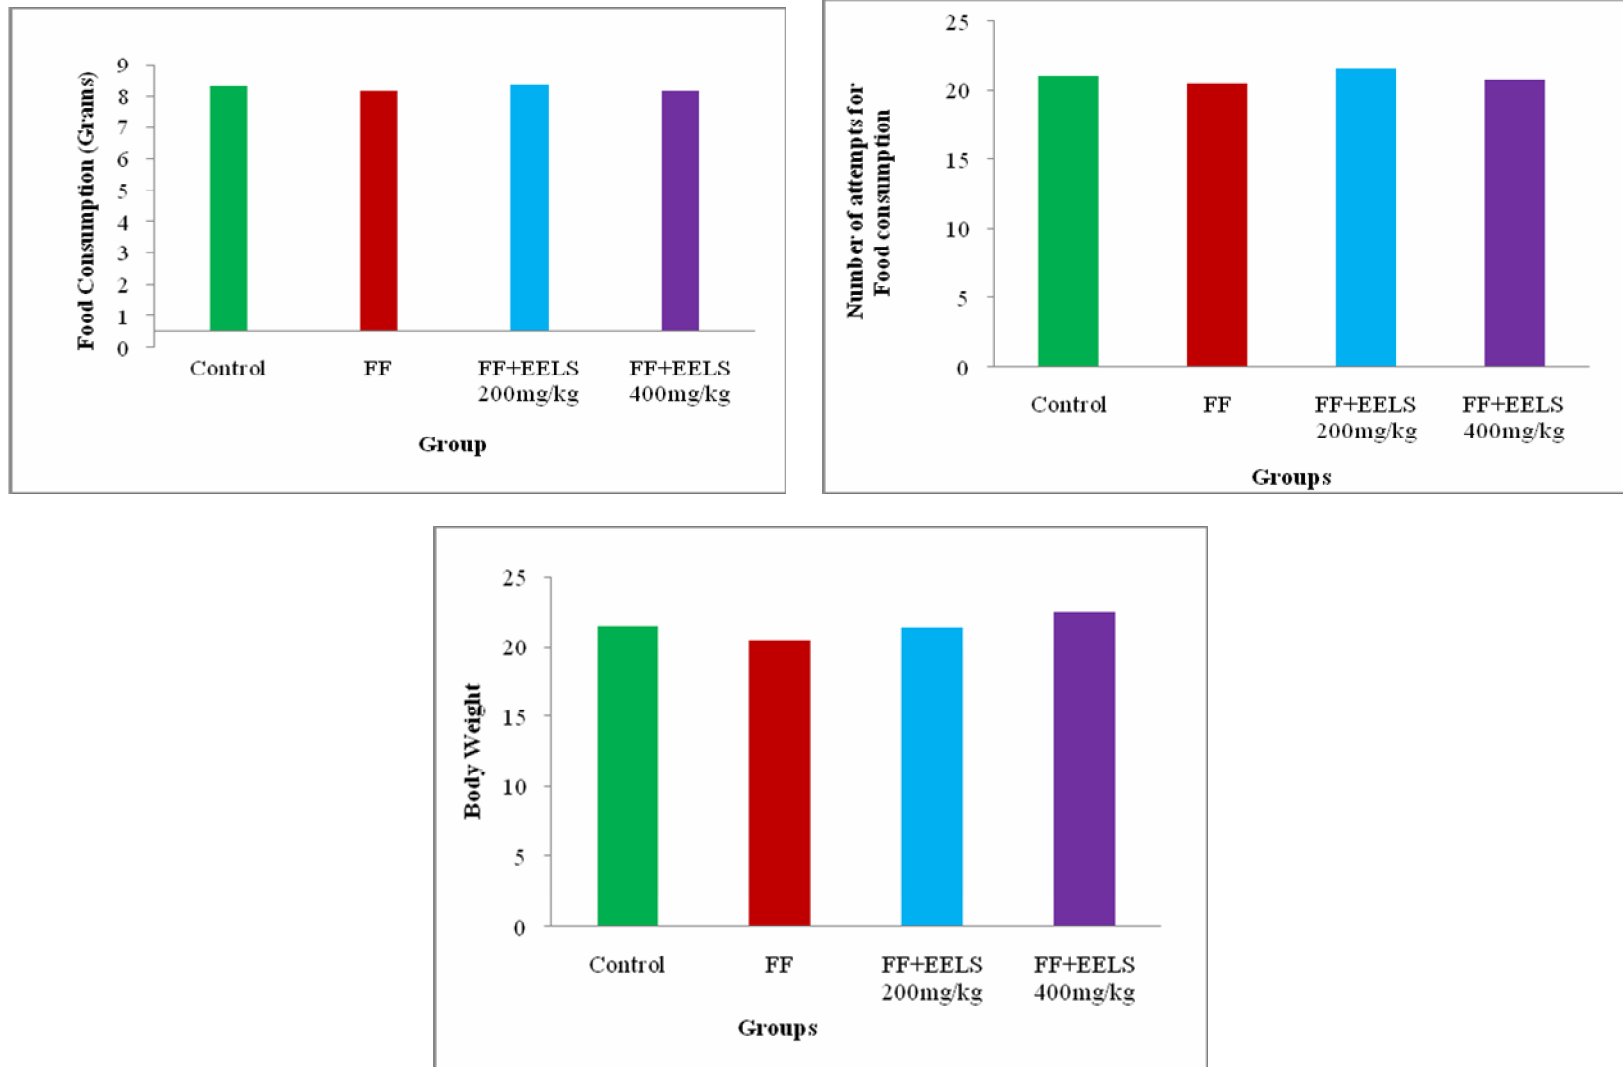 Food Consumption (Grams)
9
8
7
6
5
4
3
2
1
0
Control
FF
FF+EELS
200mg/kg
FF+EELS
400mg/kg
Group
Number of attempts for
Food consumption
25
20
15
10
5
0
Control
FF
FF+EELS
200mg/kg
FF+EELS
400mg/kg
Groups
Body Weight
25
20
15
10
5
0
Control
FF
FF+EELS
200mg/kg
FF+EELS
400mg/kg
Groups